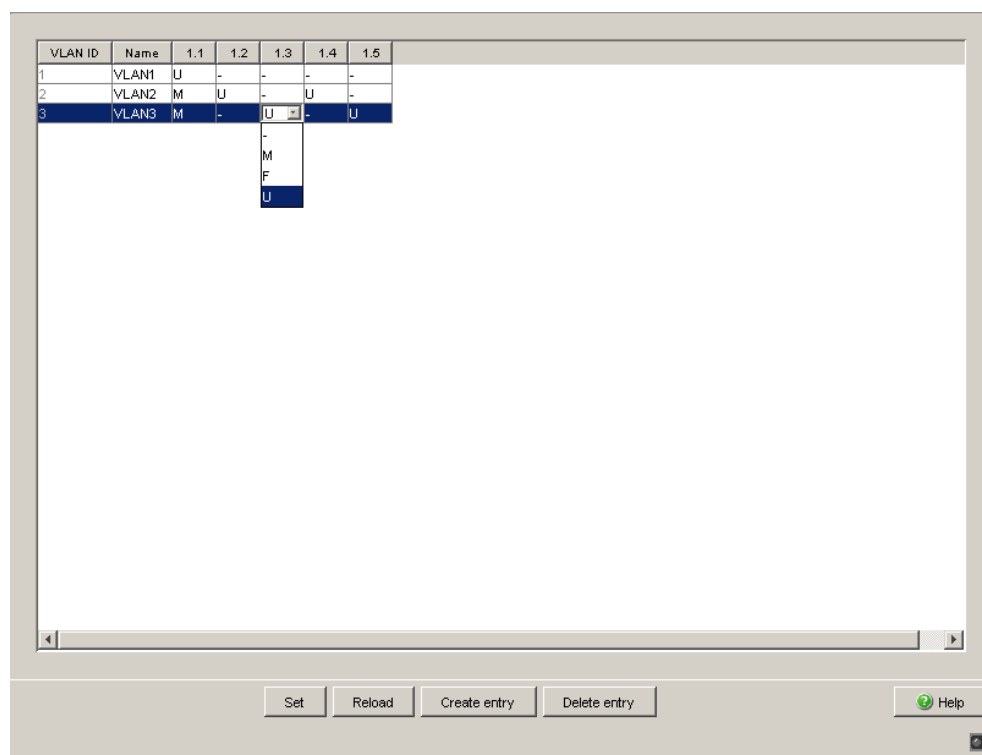 VLAN ID Name 1.1 1.2 1.3 1.4 1.5
1 VLAN1 U - - - -
2 VLAN2 M U - U -
3 VLAN3 M - U - U
-
M
F
U
Set Reload Create entry Delete entry Help